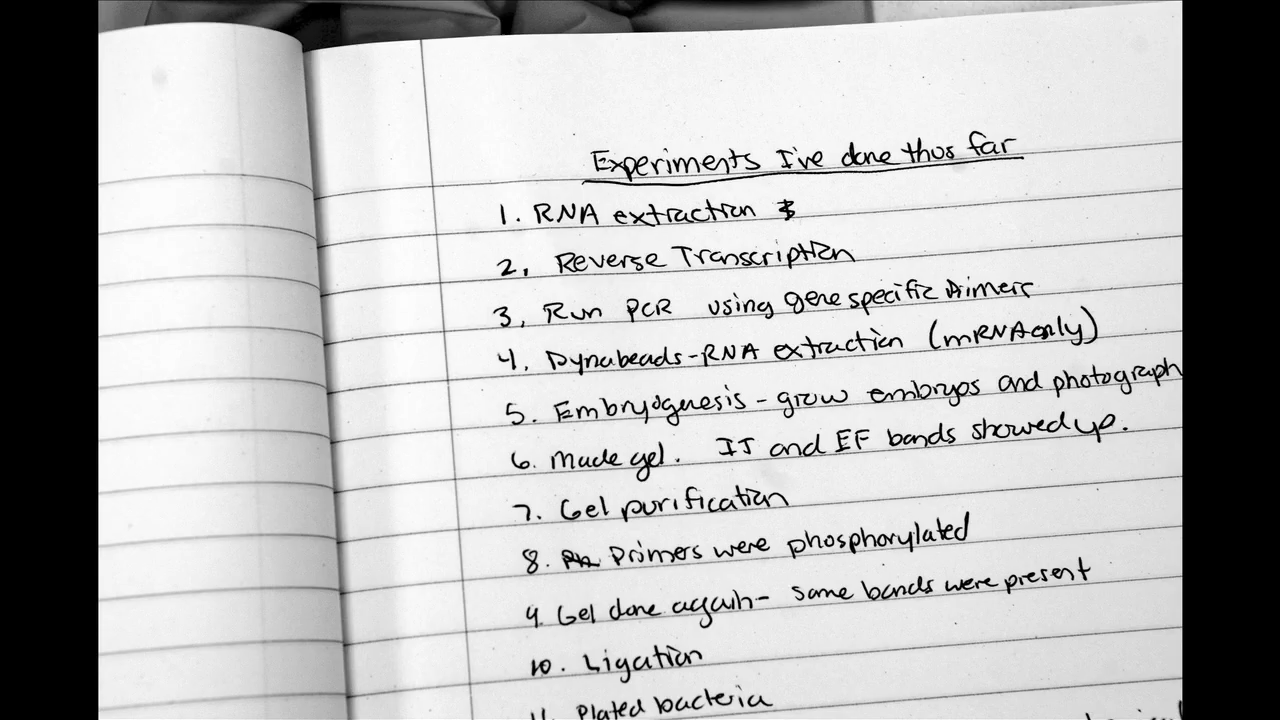 Experiments I've done thus far
1. RNA extraction
2. Reverse Transcription
3. Run PCR using gene specific primers
4. Dynabeads-RNA extraction (mRNA only)
5. Embryogenesis - grow embryos and photograph
6. Made gel. IJ and EF bands showed up.
7. Gel purification
8. Primers were phosphorylated
9. Gel done again- same bands were present
10. Ligation
11. Plated bacteria